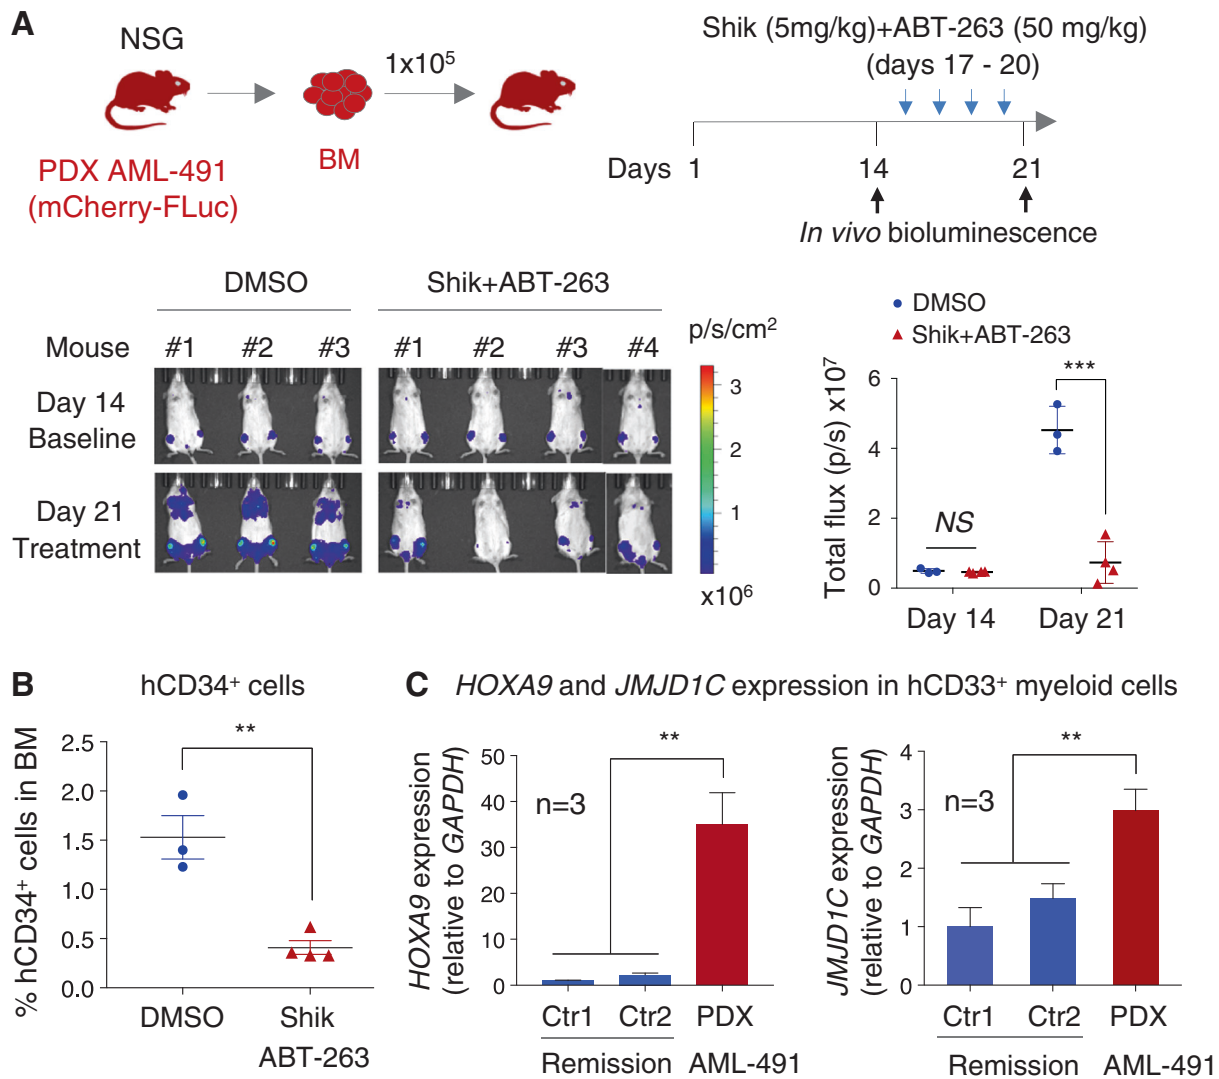 A
NSG
PDX AML-491
(mCherry-FLuc)
BM
1x10⁵
Shik (5mg/kg)+ABT-263 (50 mg/kg)
(days 17 - 20)
Days 1 14 21
In vivo bioluminescence
DMSO Shik+ABT-263
Mouse #1 #2 #3 #1 #2 #3 #4
Day 14
Baseline
Day 21
Treatment
p/s/cm²
3
2
1
x10⁶
DMSO
Shik+ABT-263
Total flux (p/s) x10⁷
6
4
2
0
NS
***
Day 14 Day 21
B
hCD34⁺ cells
% hCD34⁺ cells in BM
2.5
2.0
1.5
1.0
0.5
0.0
**
DMSO Shik
ABT-263
C
HOXA9 and JMJD1C expression in hCD33⁺ myeloid cells
HOXA9 expression
(relative to GAPDH)
50
40
30
20
10
0
n=3
**
Ctr1 Ctr2 PDX
Remission AML-491
JMJD1C expression
(relative to GAPDH)
4
3
2
1
0
n=3
**
Ctr1 Ctr2 PDX
Remission AML-491